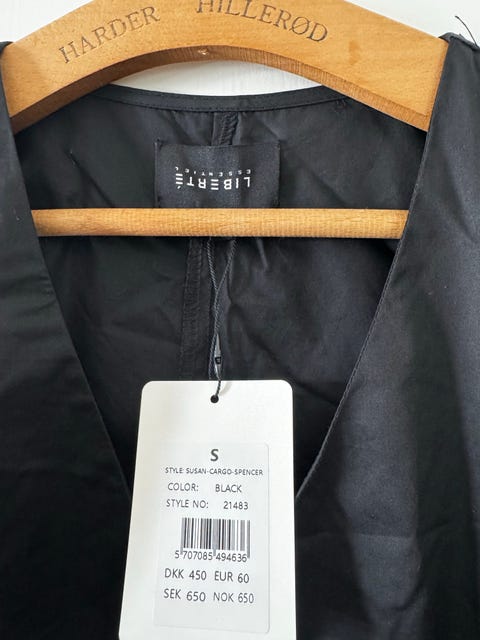 HARDER HILLERØD
LIBERTÉ
ESSENTIEL
S
STYLE: SUSAN-CARGO-SPENCER
COLOR: BLACK
STYLE NO: 21483
5 707085 494636
DKK 450 EUR 60
SEK 650 NOK 650